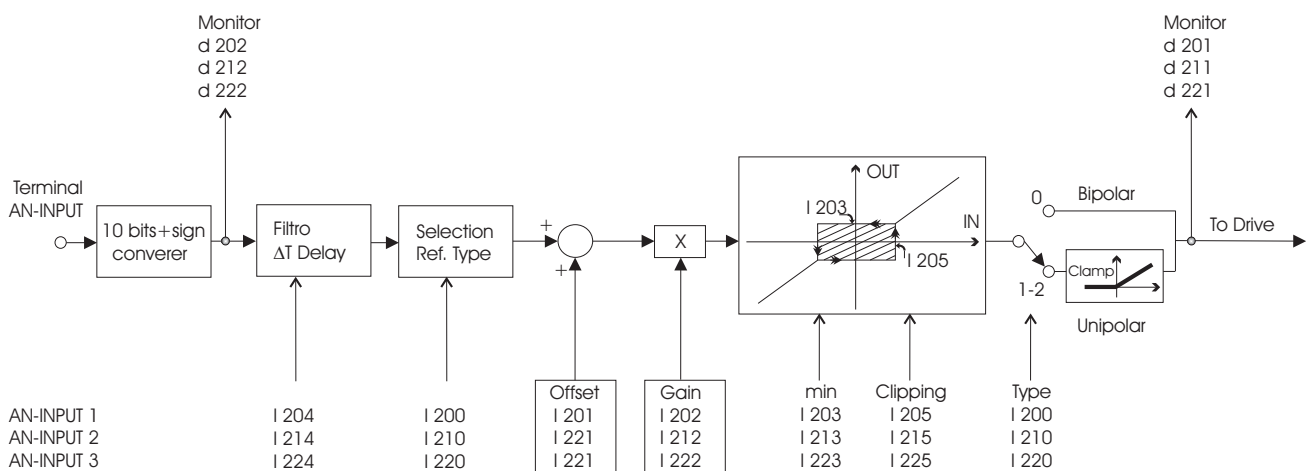 Monitor
d 202
d 212
d 222
Monitor
d 201
d 211
d 221
Terminal
AN-INPUT
10 bits+sign
converer
Filtro
ΔT Delay
Selection
Ref. Type
+
+
X
OUT
I 203
IN
I 205
0
Bipolar
To Drive
1-2
Clamp
Unipolar
Offset
Gain
min
Clipping
Type
AN-INPUT 1
I 204
I 200
I 201
I 202
I 203
I 205
I 200
AN-INPUT 2
I 214
I 210
I 221
I 212
I 213
I 215
I 210
AN-INPUT 3
I 224
I 220
I 221
I 222
I 223
I 225
I 220